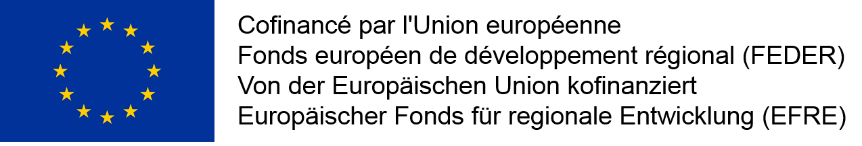 Cofinancé par l'Union européenne
Fonds européen de développement régional (FEDER)
Von der Europäischen Union kofinanziert
Europäischer Fonds für regionale Entwicklung (EFRE)